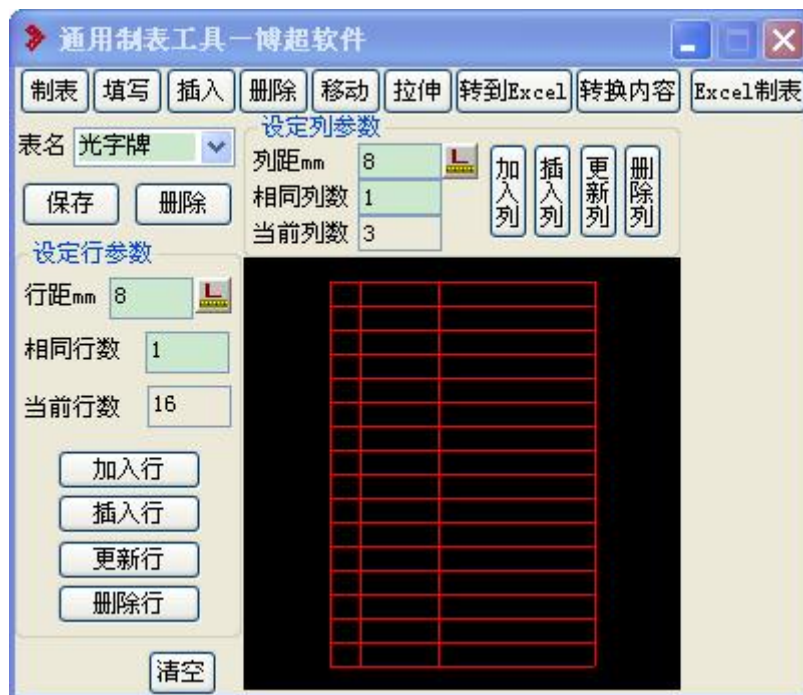 通用制表工具—博超软件
制表 填写 插入 删除 移动 拉伸 转到Excel 转换内容 Excel制表
表名 光字牌
保存 删除
设定列参数
列距mm 8
相同列数 1
当前列数 3
加入列 插入列 更新列 删除列
设定行参数
行距mm 8
相同行数 1
当前行数 16
加入行
插入行
更新行
删除行
清空